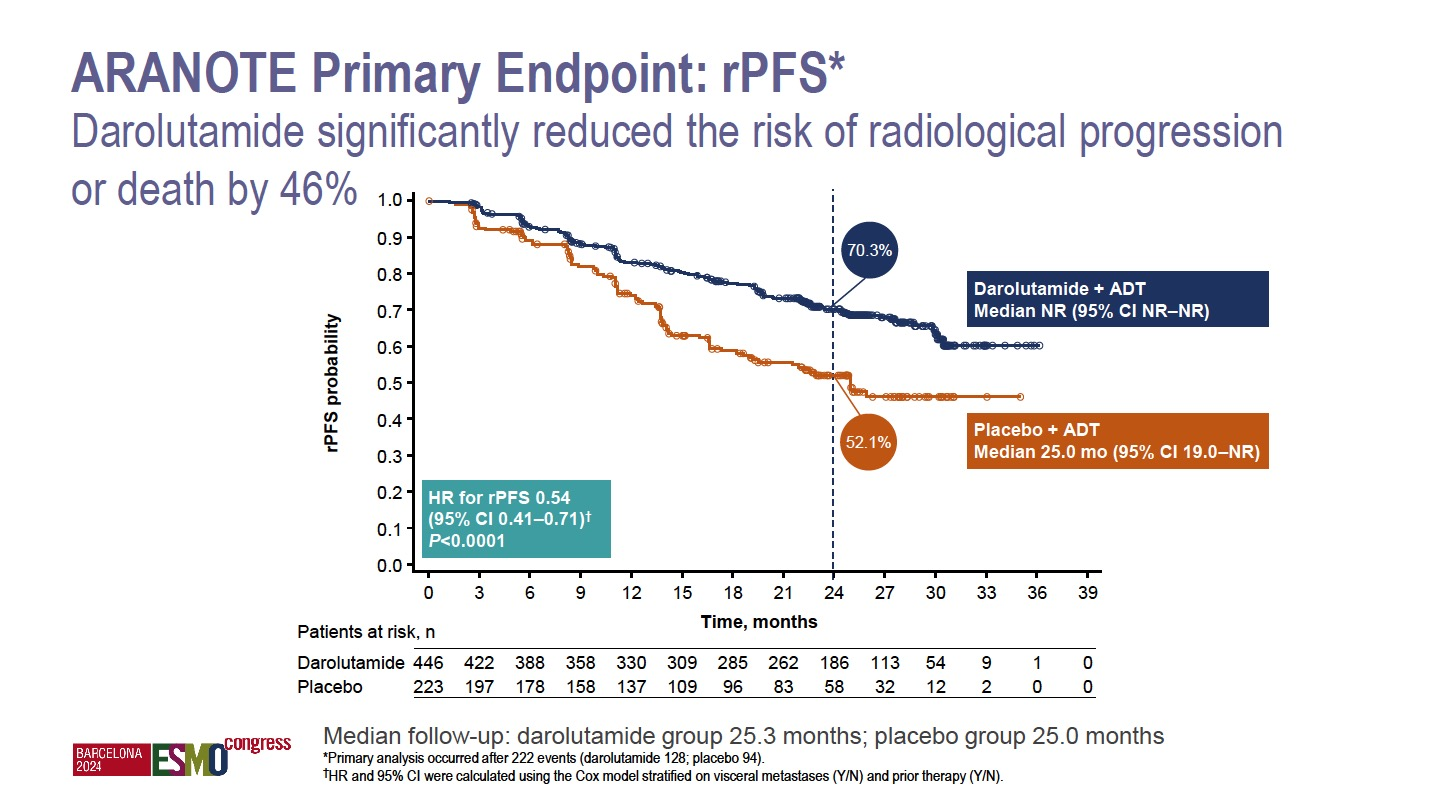 ARANOTE Primary Endpoint: rPFS*
Darolutamide significantly reduced the risk of radiological progression
or death by 46%
rPFS probability
1.0
0.9
0.8
0.7
0.6
0.5
0.4
0.3
0.2
0.1
0.0
70.3%
52.1%
Darolutamide + ADT
Median NR (95% CI NR–NR)
Placebo + ADT
Median 25.0 mo (95% CI 19.0–NR)
HR for rPFS 0.54
(95% CI 0.41–0.71)†
P<0.0001
0 3 6 9 12 15 18 21 24 27 30 33 36 39
Time, months
Patients at risk, n
Darolutamide 446 422 388 358 330 309 285 262 186 113 54 9 1 0
Placebo 223 197 178 158 137 109 96 83 58 32 12 2 0 0
Median follow-up: darolutamide group 25.3 months; placebo group 25.0 months
*Primary analysis occurred after 222 events (darolutamide 128; placebo 94).
†HR and 95% CI were calculated using the Cox model stratified on visceral metastases (Y/N) and prior therapy (Y/N).
BARCELONA
2024
ESMO congress